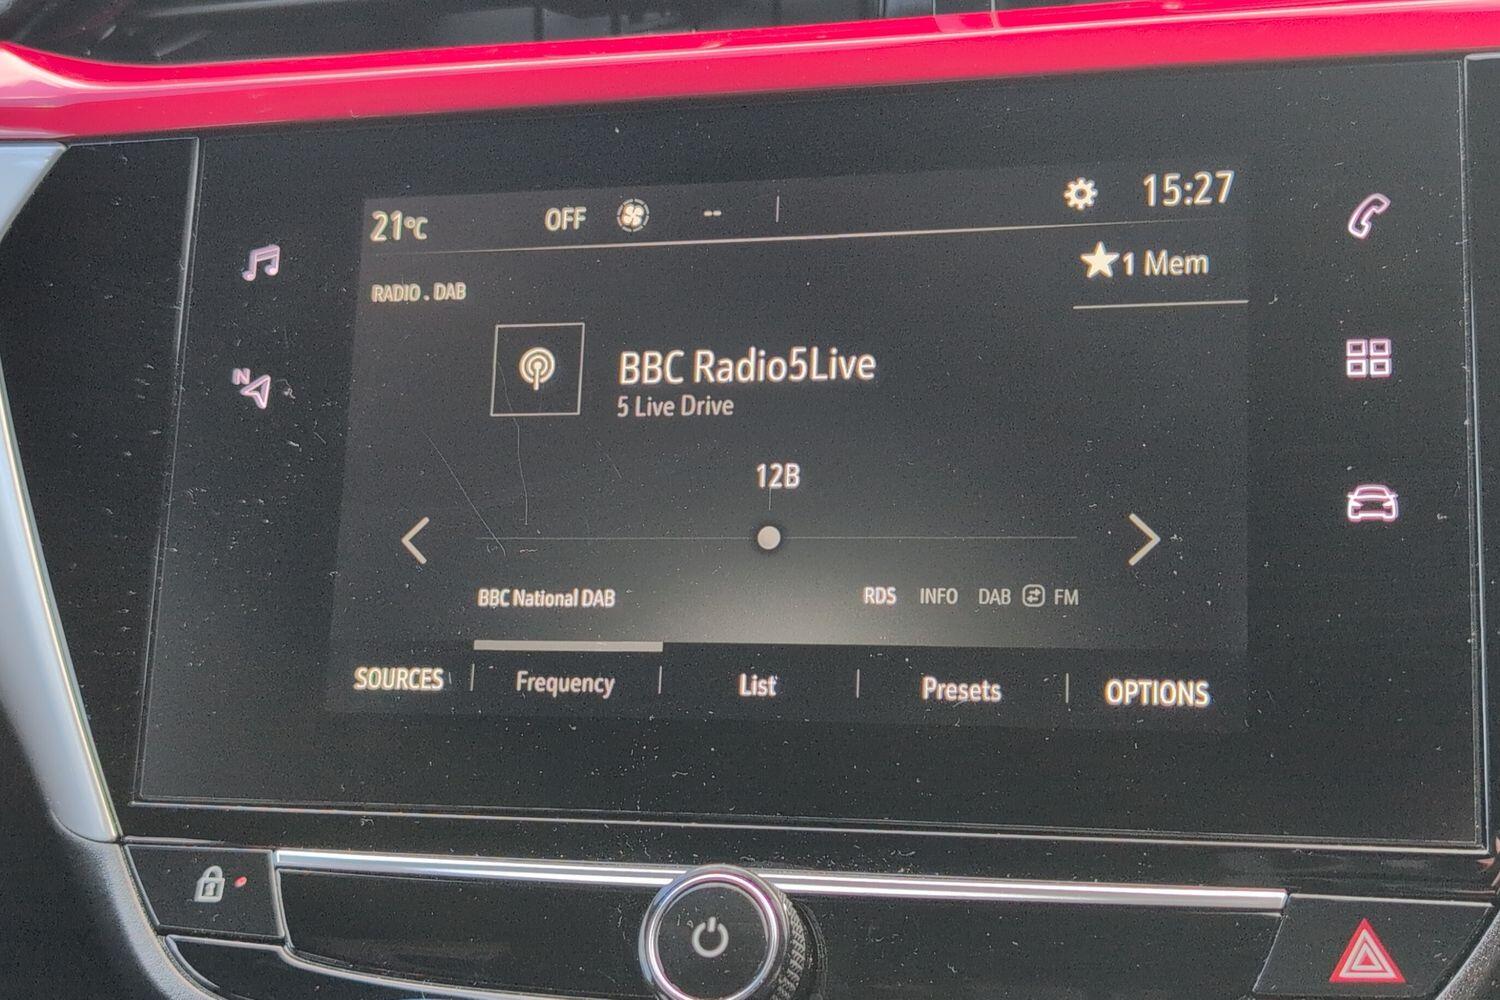 21°C OFF -- 15:27
RADIO . DAB
★1 Mem
BBC Radio5Live
5 Live Drive
12B
BBC National DAB RDS INFO DAB FM
SOURCES Frequency List Presets OPTIONS
N